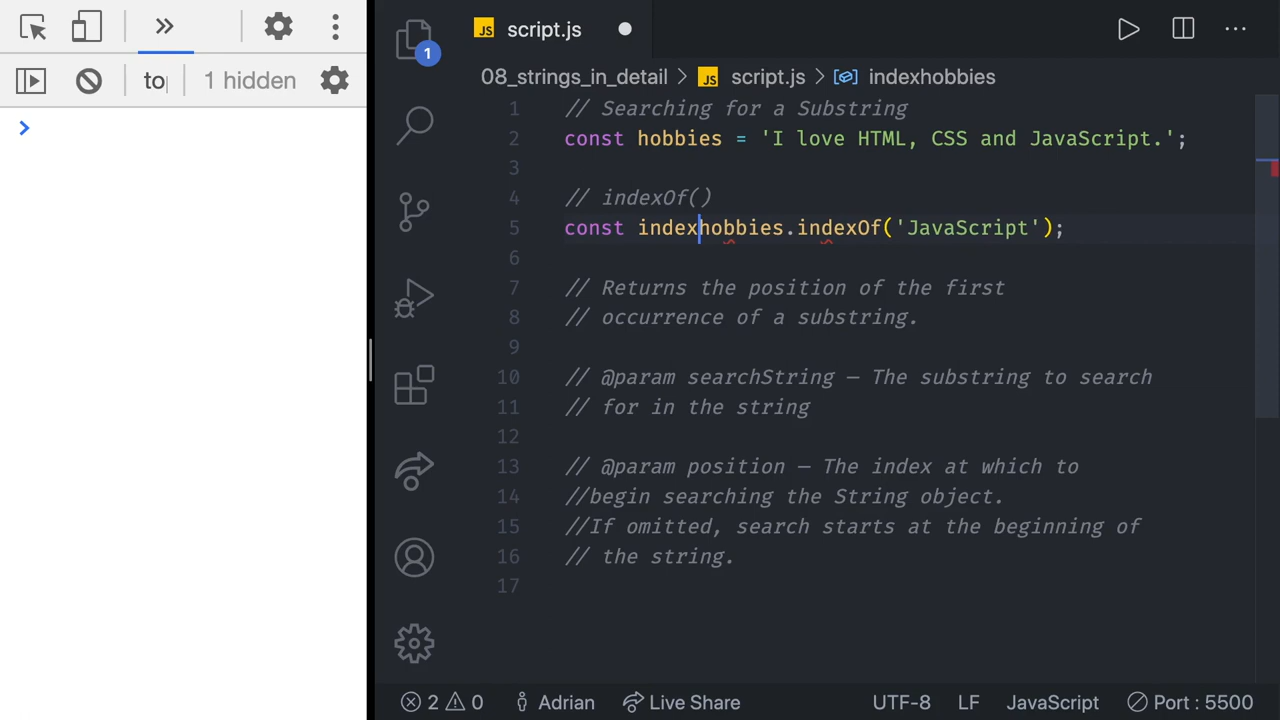 to
1 hidden
1
JS script.js
08_strings_in_detail > JS script.js > indexhobbies
1 // Searching for a Substring
2 const hobbies = 'I love HTML, CSS and JavaScript.';
3
4 // indexOf()
5 const indexhobbies.indexOf('JavaScript');
6
7 // Returns the position of the first
8 // occurrence of a substring.
9
10 // @param searchString — The substring to search
11 // for in the string
12
13 // @param position — The index at which to
14 //begin searching the String object.
15 //If omitted, search starts at the beginning of
16 // the string.
17
2 0 Adrian Live Share UTF-8 LF JavaScript Port : 5500